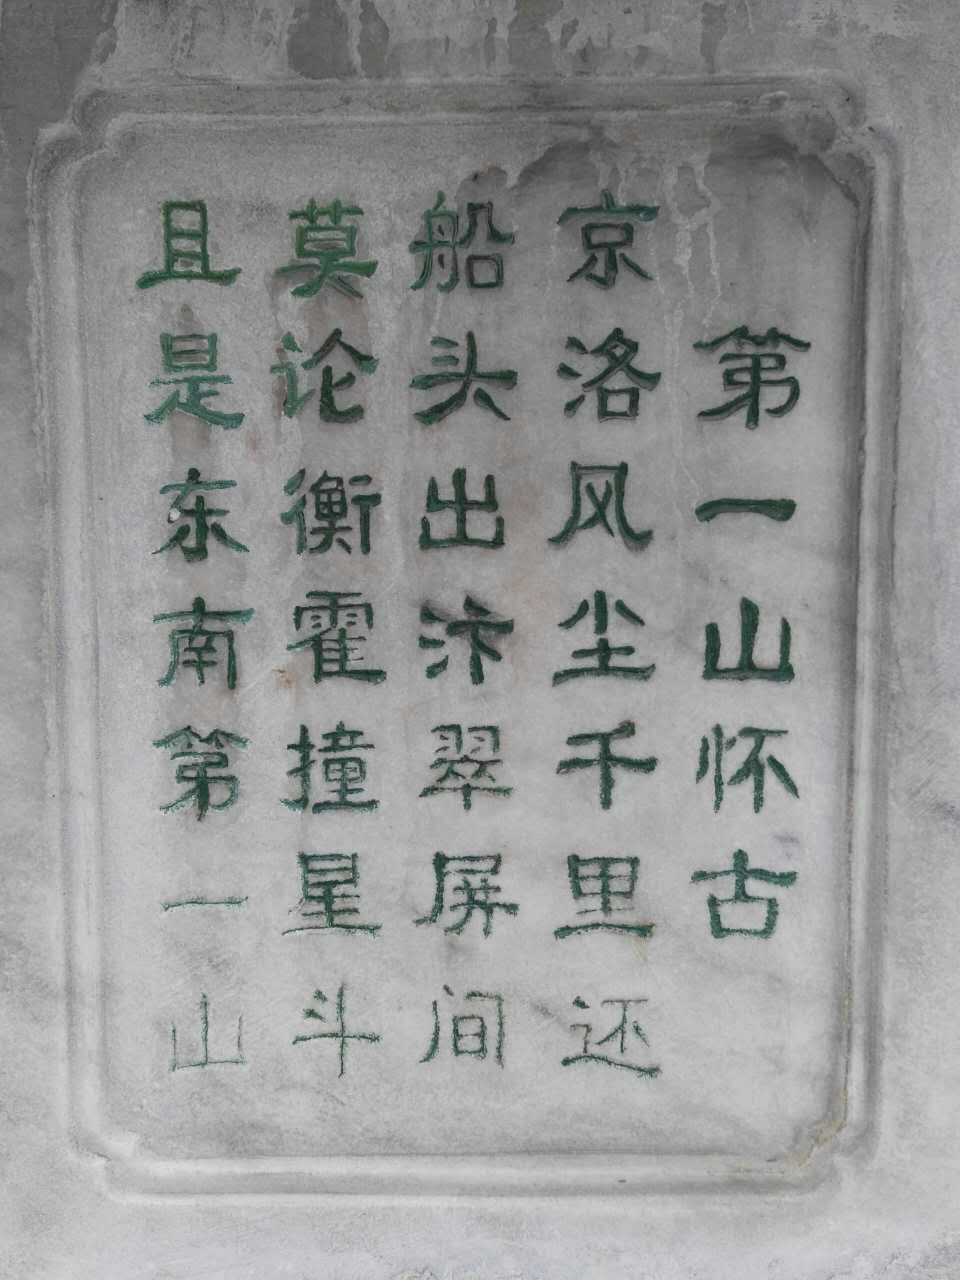 第一山怀古
京洛风尘千里还
船头出汴翠屏间
莫论衡霍撞星斗
且是东南第一山